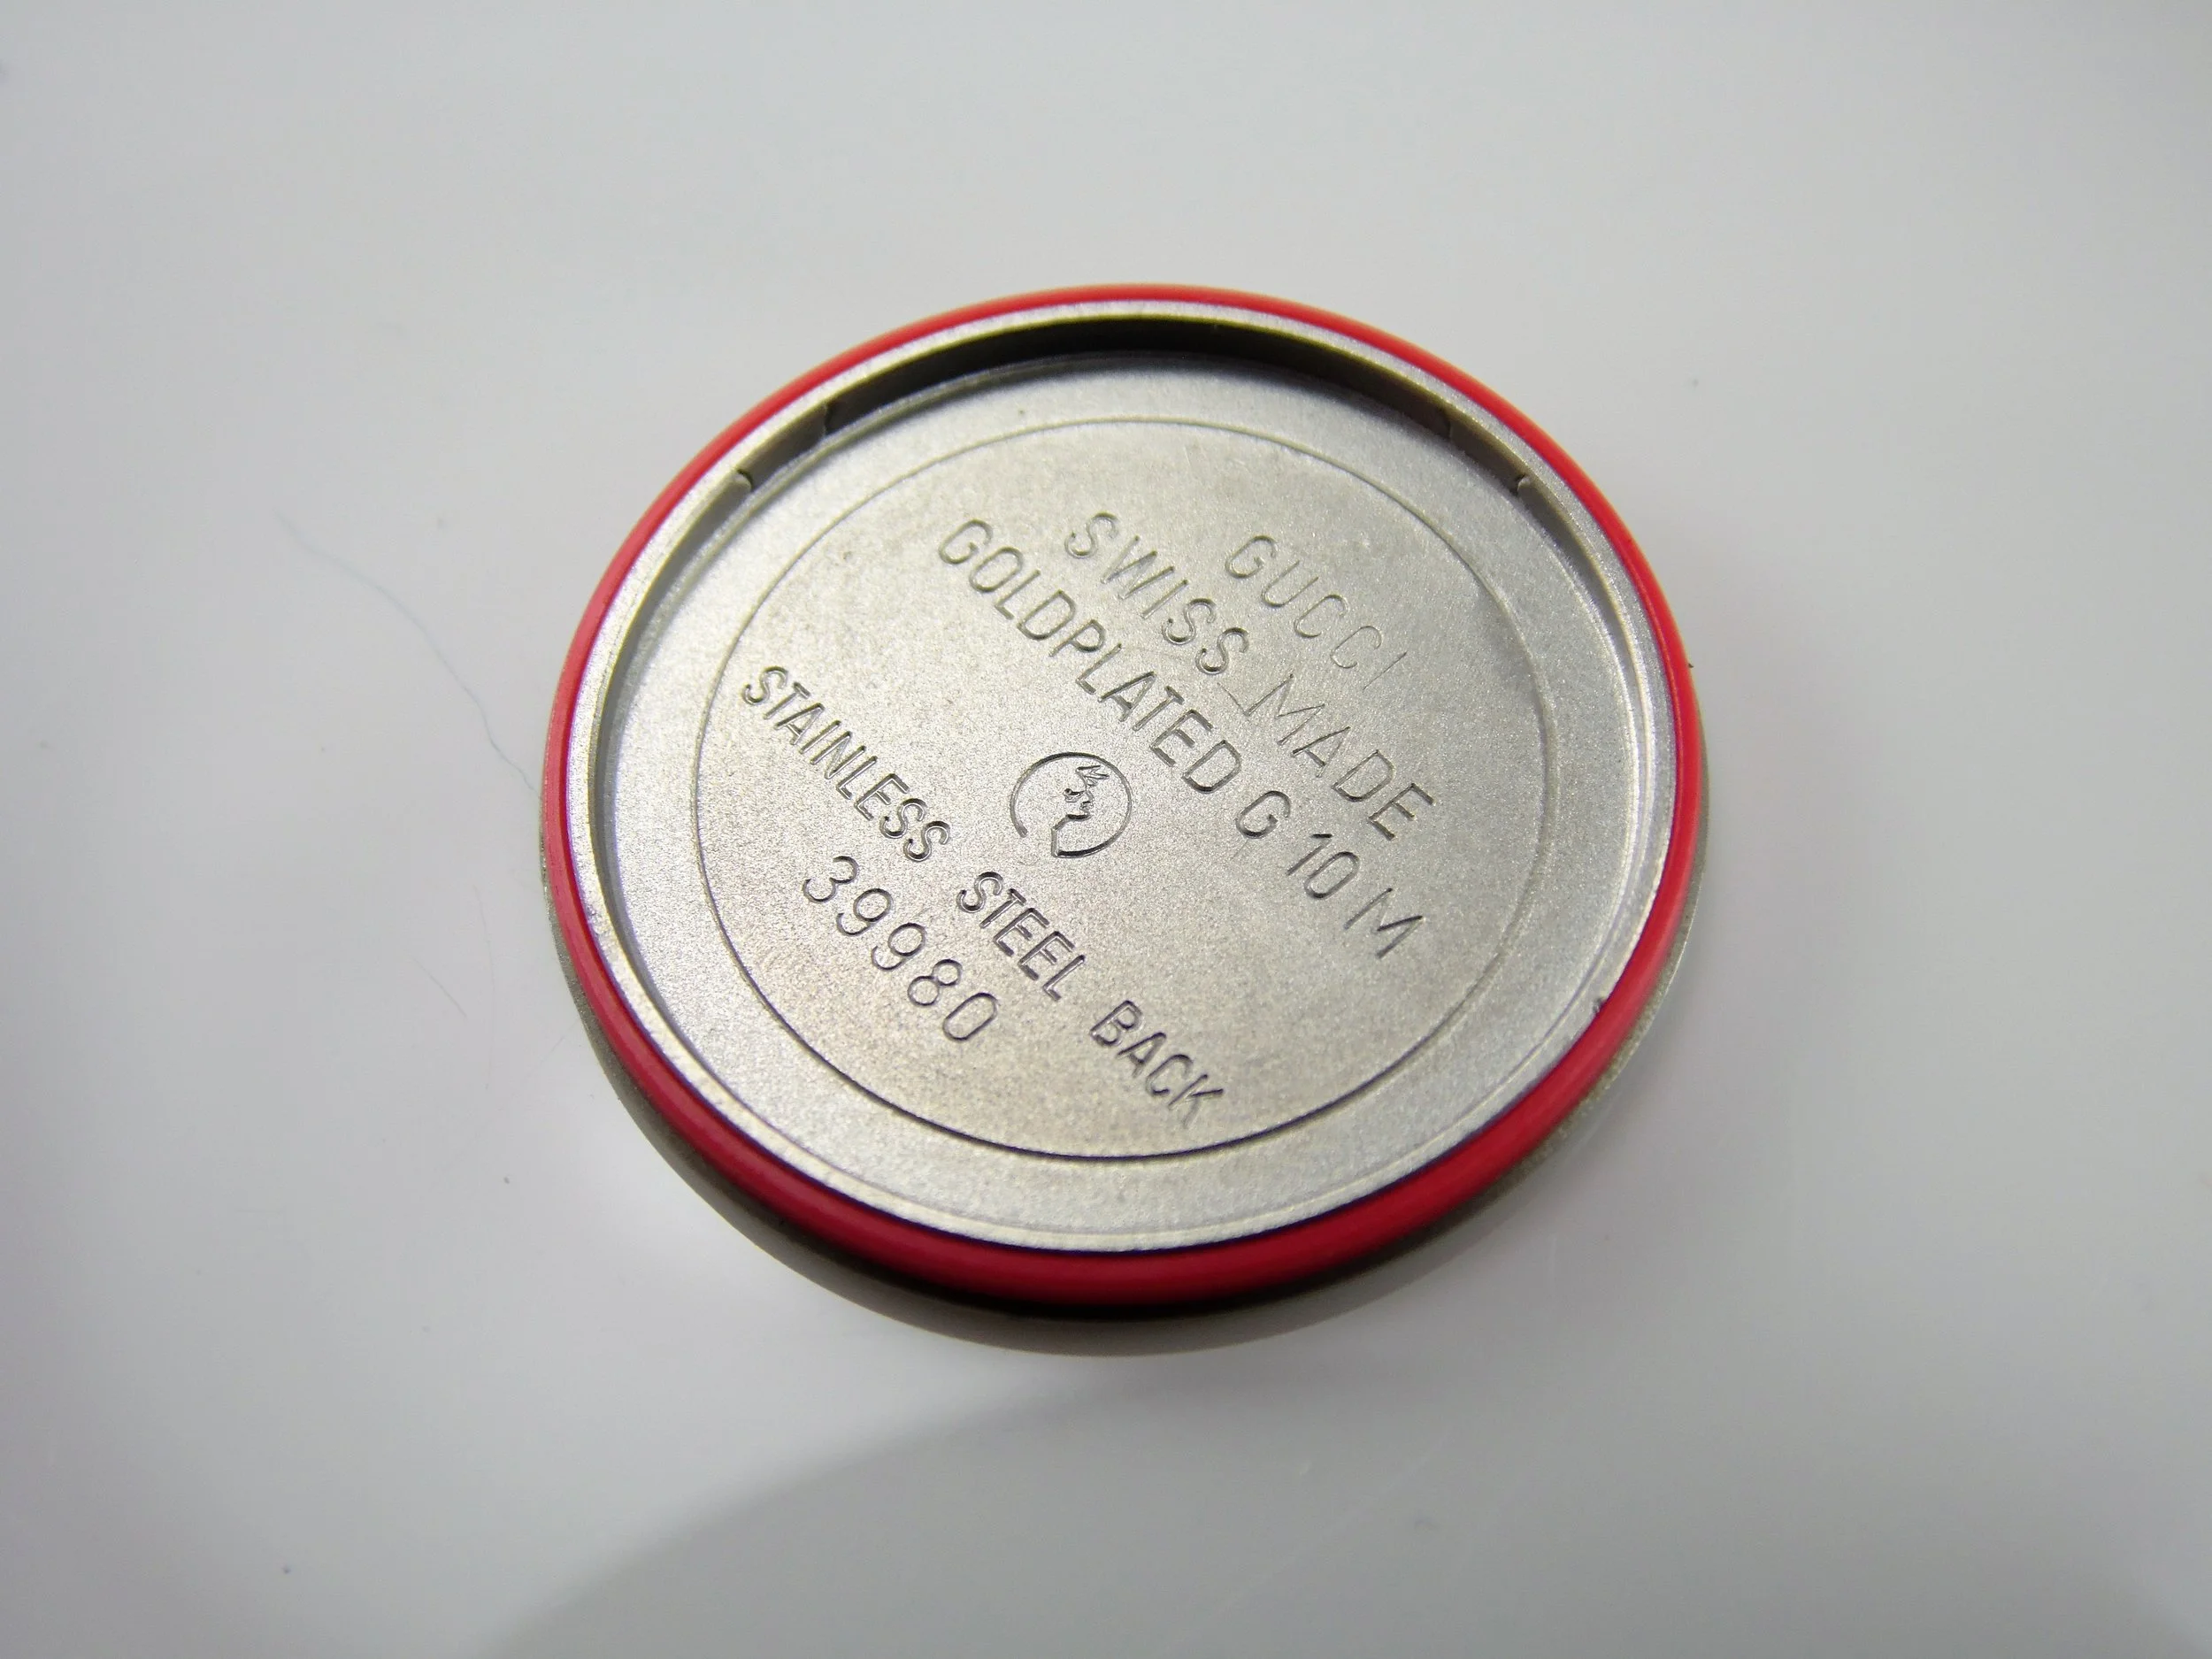 GUCCI
SWISS MADE
GOLDPLATED G 10 M
STAINLESS STEEL BACK
39980